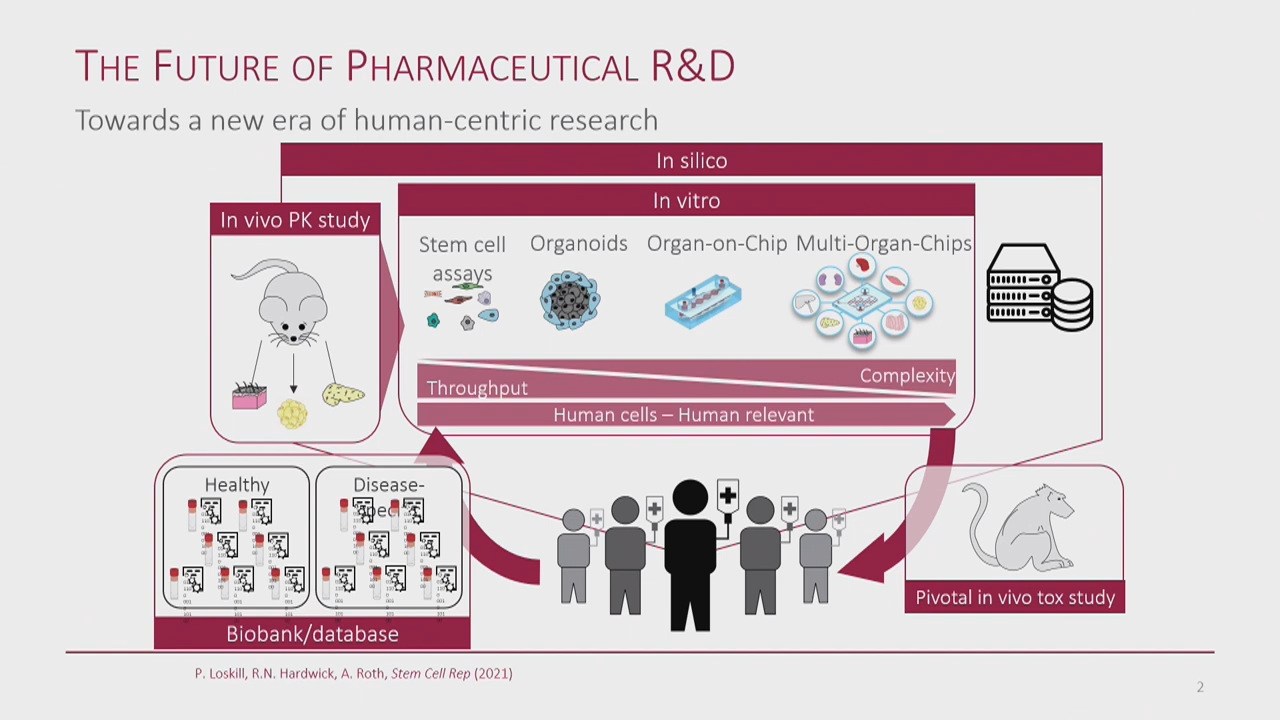 THE FUTURE OF PHARMACEUTICAL R&D
Towards a new era of human-centric research
In silico
In vitro
In vivo PK study
Stem cell
assays
Organoids
Organ-on-Chip
Multi-Organ-Chips
Throughput
Complexity
Human cells – Human relevant
Healthy
Disease-
Biobank/database
Pivotal in vivo tox study
P. Loskill, R.N. Hardwick, A. Roth, Stem Cell Rep (2021)
2